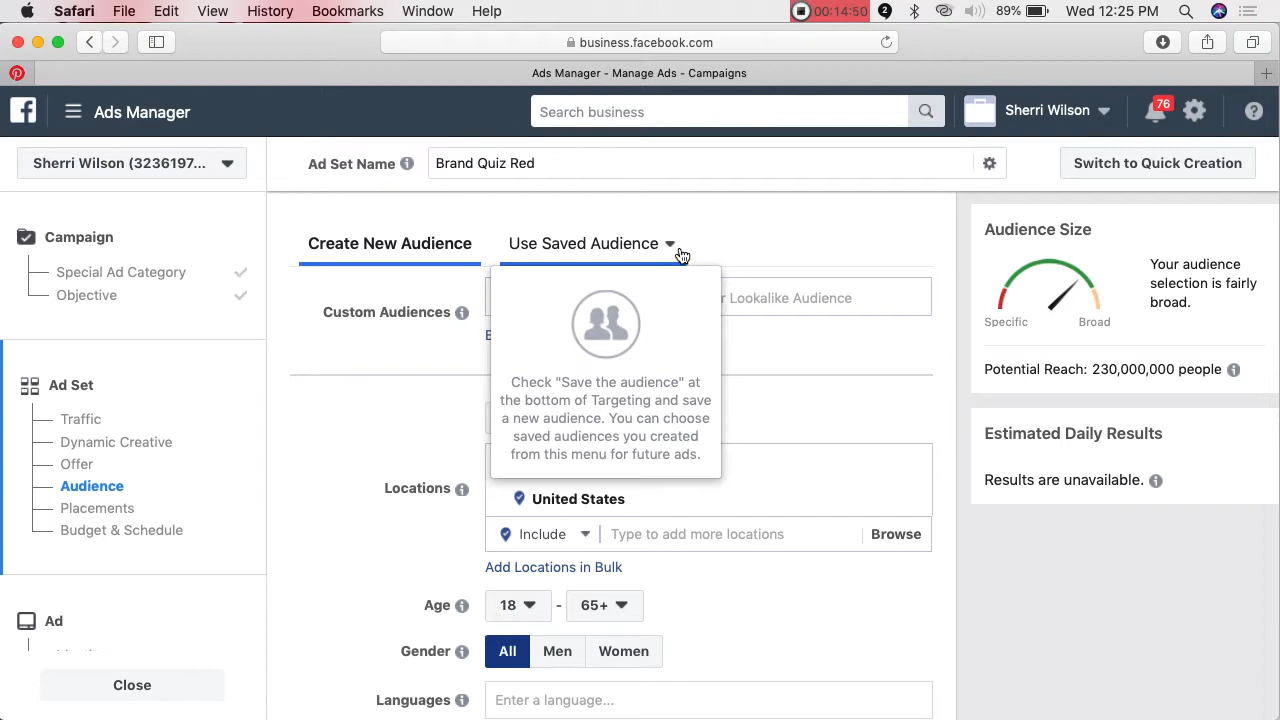 Safari File Edit View History Bookmarks Window Help 00:14:50 2 89% Wed 12:25 PM
business.facebook.com
Ads Manager - Manage Ads - Campaigns
Ads Manager Search business Sherri Wilson 76
Sherri Wilson (3236197... Ad Set Name Brand Quiz Red Switch to Quick Creation
Campaign
Special Ad Category
Objective
Ad Set
Traffic
Dynamic Creative
Offer
Audience
Placements
Budget & Schedule
Ad
Close
Create New Audience Use Saved Audience
Custom Audiences r Lookalike Audience
E
Check "Save the audience" at
the bottom of Targeting and save
a new audience. You can choose
saved audiences you created
from this menu for future ads.
Locations
United States
Include Type to add more locations Browse
Add Locations in Bulk
Age 18 - 65+
Gender All Men Women
Languages Enter a language...
Audience Size
Your audience
selection is fairly
broad.
Specific Broad
Potential Reach: 230,000,000 people
Estimated Daily Results
Results are unavailable.